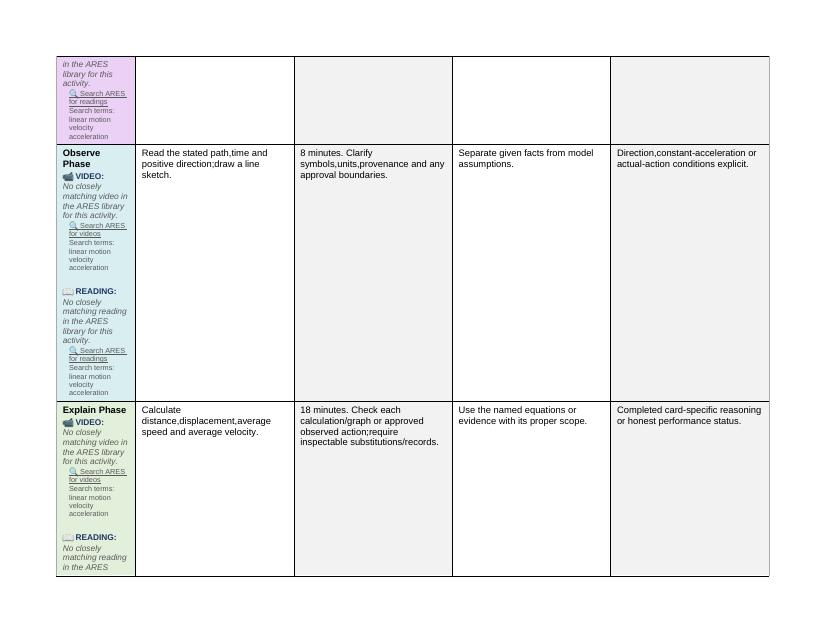 in the ARES
library for this
activity.
🔍 Search ARES
for readings
Search terms:
linear motion
velocity
acceleration
Observe
Phase
📹 VIDEO:
No closely
matching video in
the ARES library
for this activity.
🔍 Search ARES
for videos
Search terms:
linear motion
velocity
acceleration
📖 READING:
No closely
matching reading
in the ARES
library for this
activity.
🔍 Search ARES
for readings
Search terms:
linear motion
velocity
acceleration
Read the stated path,time and
positive direction;draw a line
sketch.
8 minutes. Clarify
symbols,units,provenance and any
approval boundaries.
Separate given facts from model
assumptions.
Direction,constant-acceleration or
actual-action conditions explicit.
Explain Phase
📹 VIDEO:
No closely
matching video in
the ARES library
for this activity.
🔍 Search ARES
for videos
Search terms:
linear motion
velocity
acceleration
📖 READING:
No closely
matching reading
in the ARES
Calculate
distance,displacement,average
speed and average velocity.
18 minutes. Check each
calculation/graph or approved
observed action;require
inspectable substitutions/records.
Use the named equations or
evidence with its proper scope.
Completed card-specific reasoning
or honest performance status.